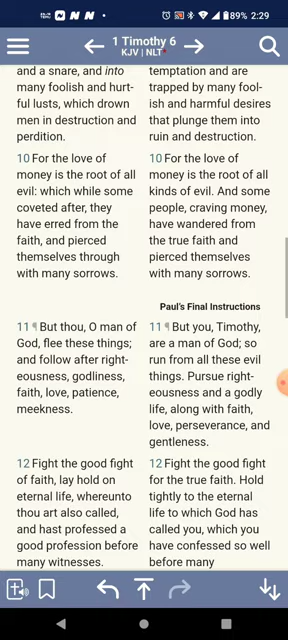 89% 2:29
1 Timothy 6
KJV | NLT
and a snare, and into
many foolish and hurt-
ful lusts, which drown
men in destruction and
perdition.
10 For the love of
money is the root of all
evil: which while some
coveted after, they
have erred from the
faith, and pierced
themselves through
with many sorrows.
11 ¶ But thou, O man of
God, flee these things;
and follow after right-
eousness, godliness,
faith, love, patience,
meekness.
12 Fight the good fight
of faith, lay hold on
eternal life, whereunto
thou art also called,
and hast professed a
good profession before
many witnesses.
temptation and are
trapped by many fool-
ish and harmful desires
that plunge them into
ruin and destruction.
10 For the love of
money is the root of all
kinds of evil. And some
people, craving money,
have wandered from
the true faith and
pierced themselves
with many sorrows.
Paul's Final Instructions
11 ¶ But you, Timothy,
are a man of God; so
run from all these evil
things. Pursue right-
eousness and a godly
life, along with faith,
love, perseverance, and
gentleness.
12 Fight the good fight
for the true faith. Hold
tightly to the eternal
life to which God has
called you, which you
have confessed so well
before many